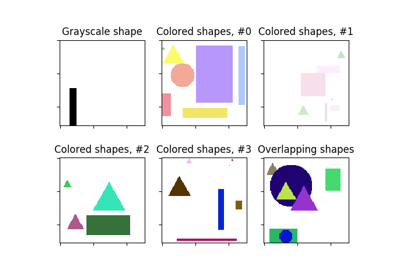 Grayscale shape
Colored shapes, #0
Colored shapes, #1
Colored shapes, #2
Colored shapes, #3
Overlapping shapes